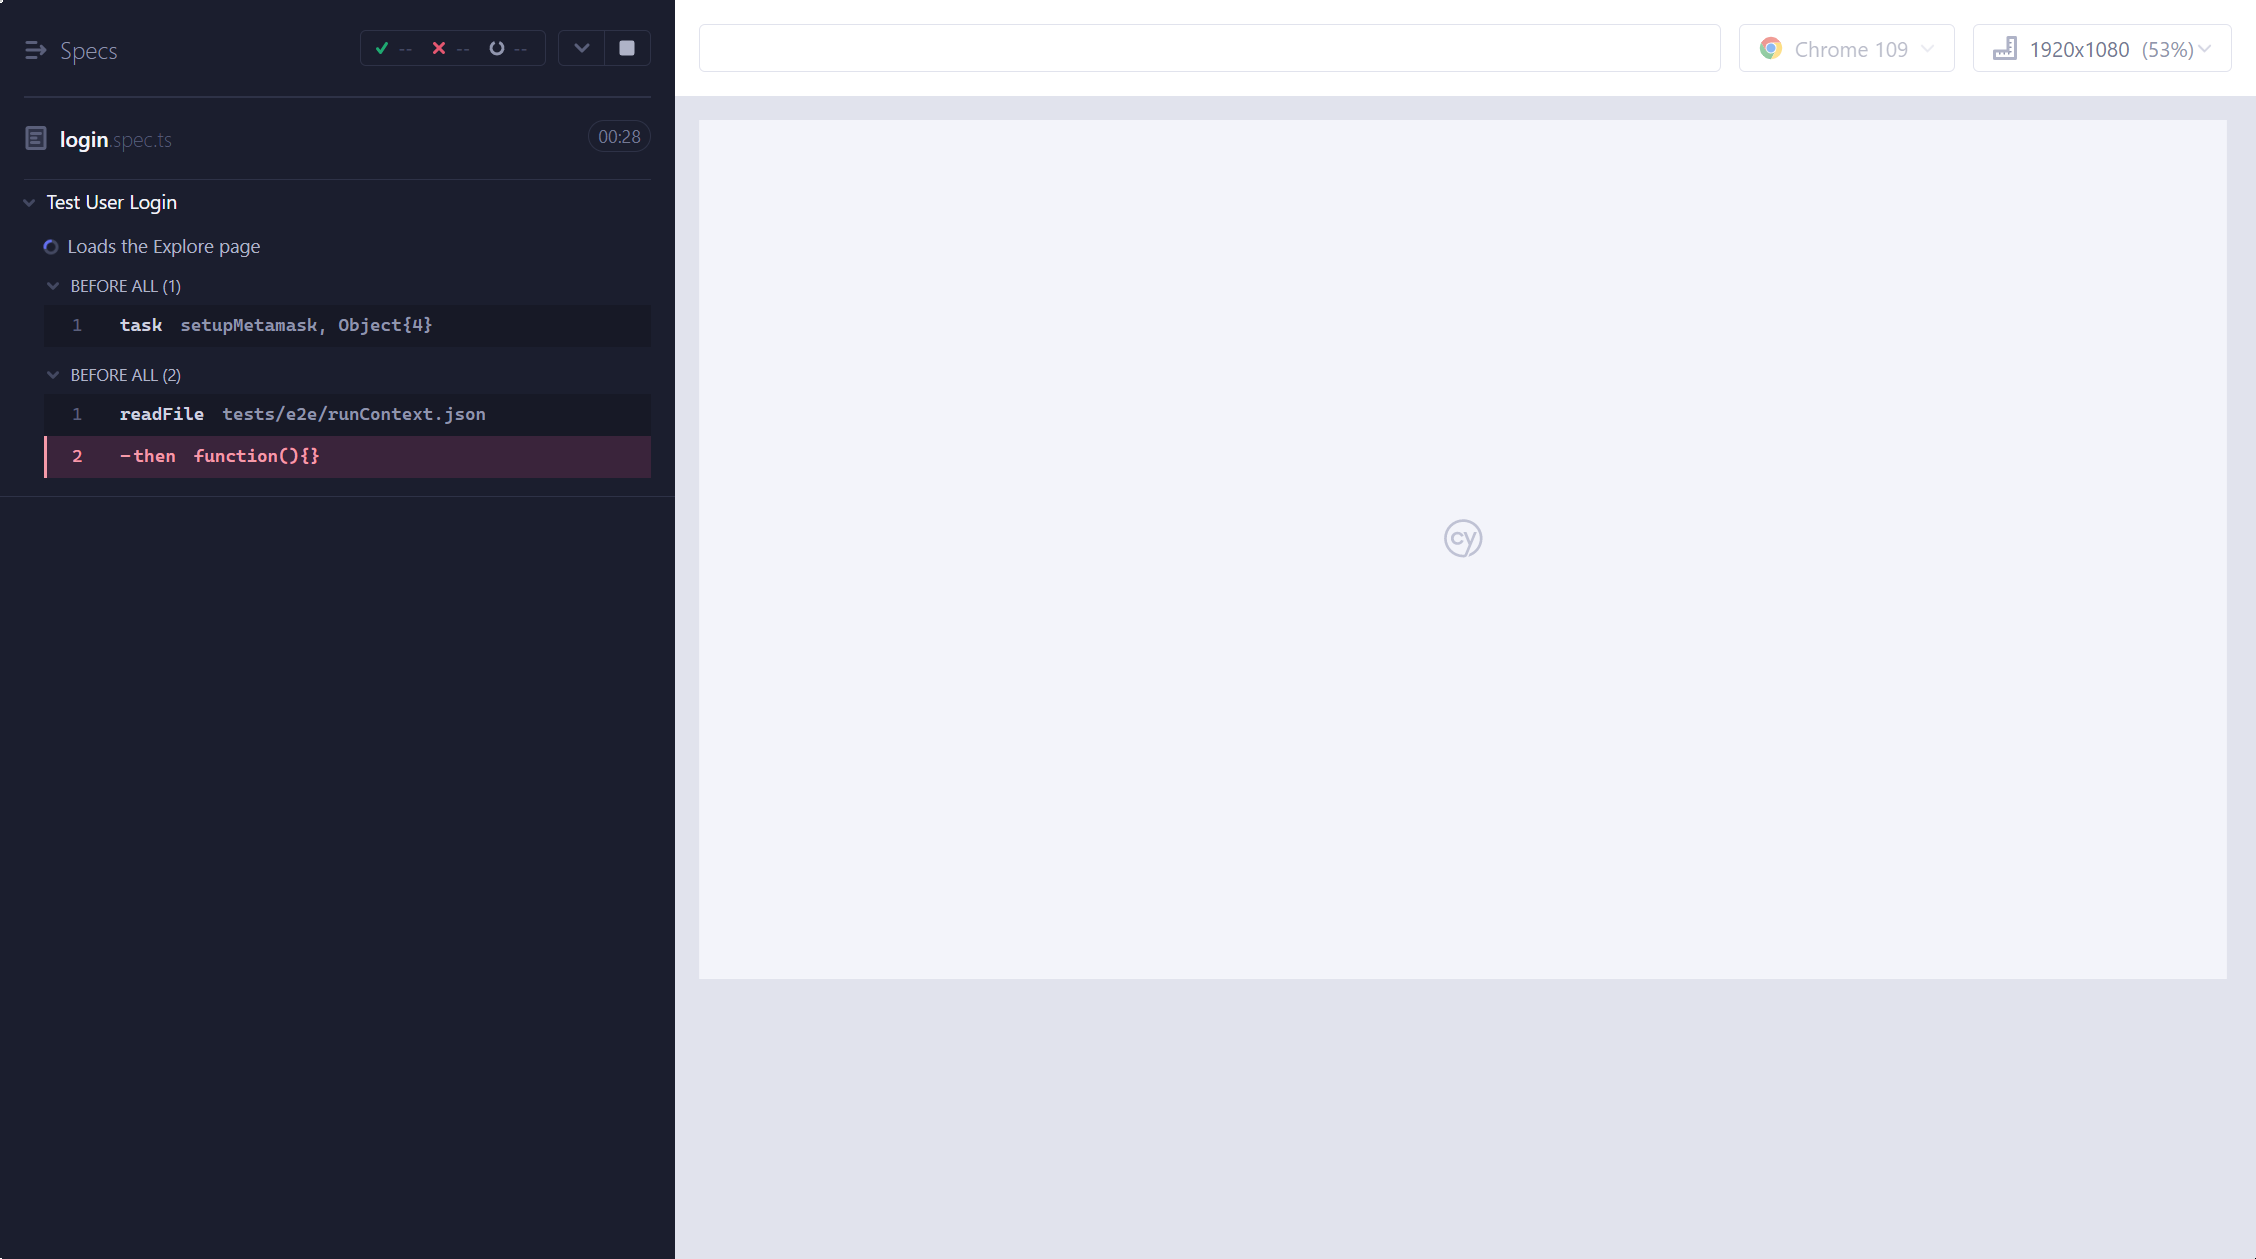 Specs
-- -- --
login.spec.ts
00:28
Test User Login
Loads the Explore page
BEFORE ALL (1)
1 task setupMetamask, Object{4}
BEFORE ALL (2)
1 readFile tests/e2e/runContext.json
2 -then function(){}
Chrome 109
1920x1080 (53%)
cy